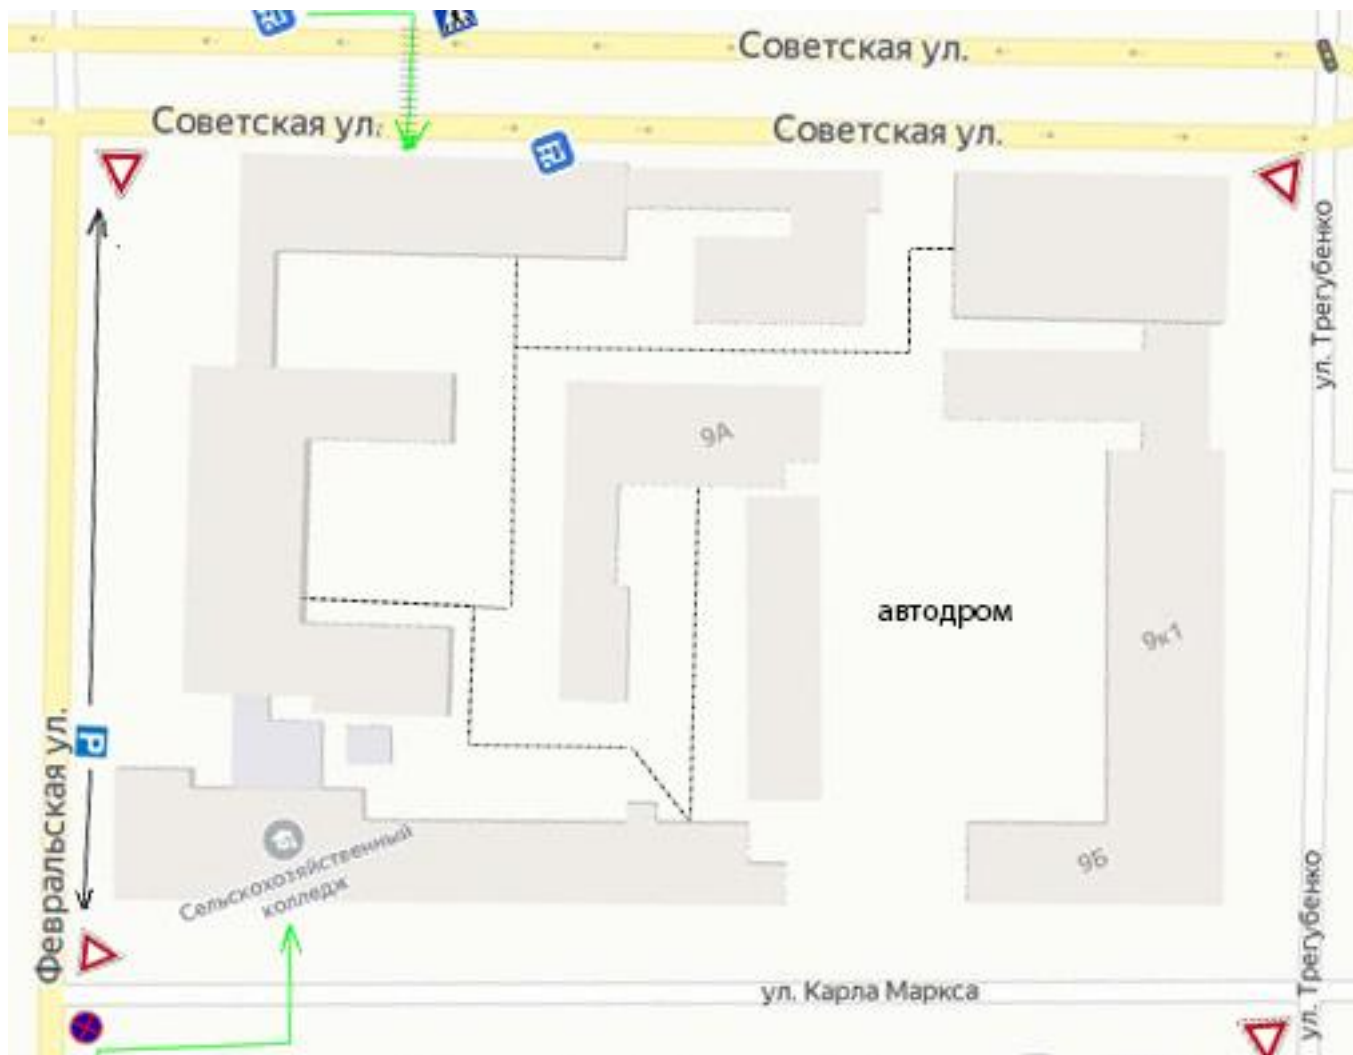 Советская ул.
Советская ул.
Советская ул.
ул. Трегубенко
9А
автодром
9к1
Февральская ул.
P
Сельскохозяйственный
колледж
9Б
ул. Трегубенко
ул. Карла Маркса